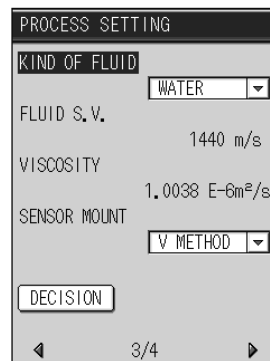 PROCESS SETTING
KIND OF FLUID
WATER
FLUID S.V.
1440 m/s
VISCOSITY
1.0038 E-6m²/s
SENSOR MOUNT
V METHOD
DECISION
3/4